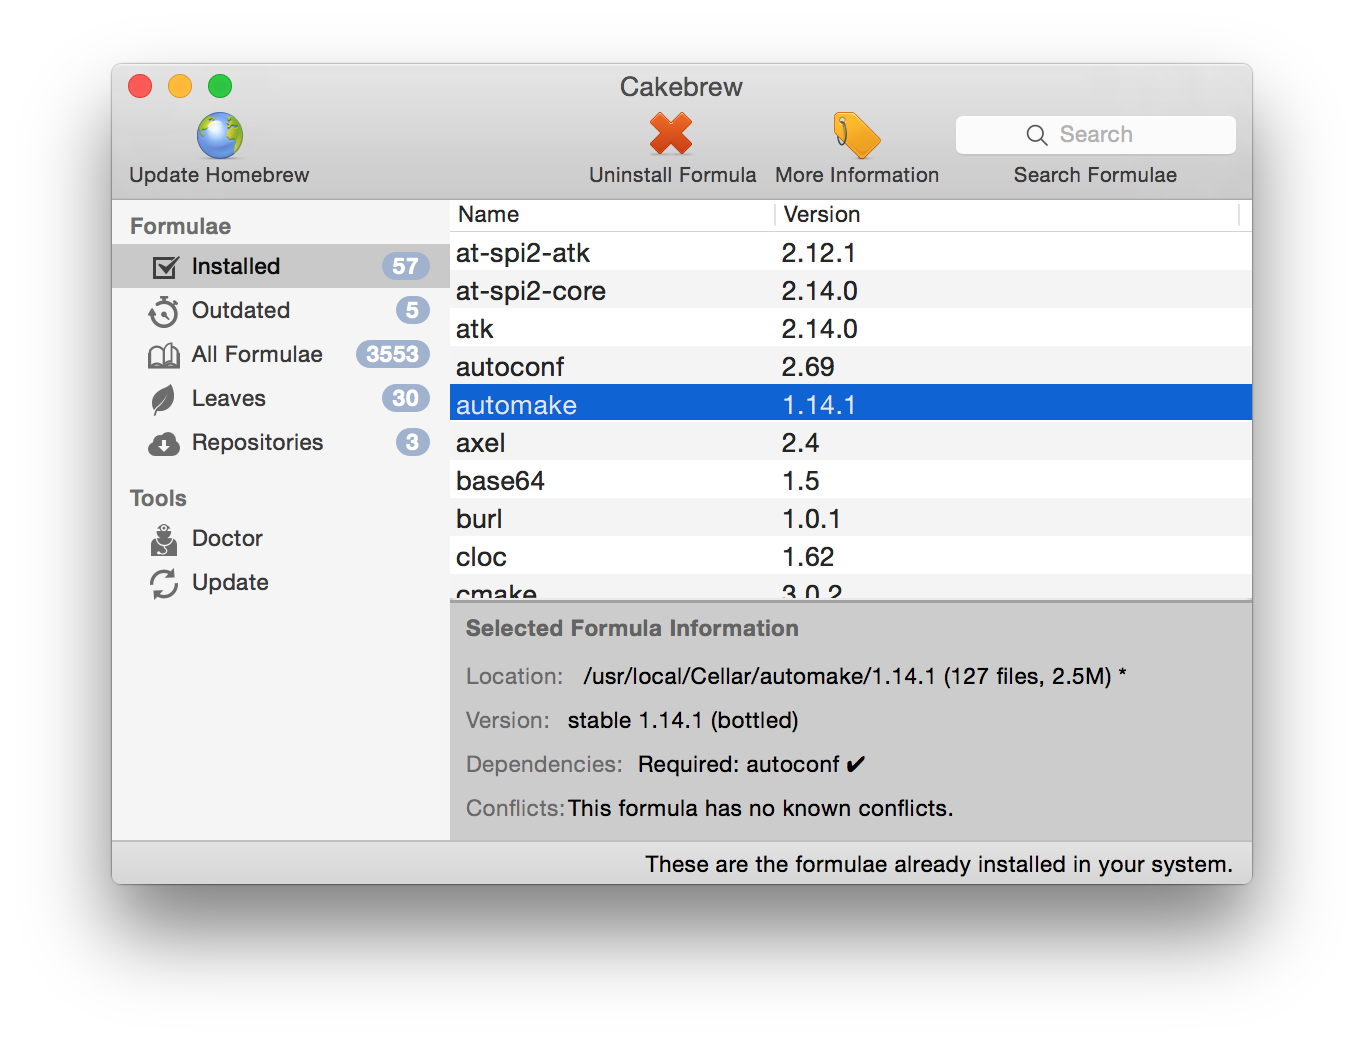 Cakebrew
Update Homebrew
Uninstall Formula
More Information
Search
Search Formulae
Formulae
Installed 57
Outdated 5
All Formulae 3553
Leaves 30
Repositories 3
Tools
Doctor
Update
Name Version
at-spi2-atk 2.12.1
at-spi2-core 2.14.0
atk 2.14.0
autoconf 2.69
automake 1.14.1
axel 2.4
base64 1.5
burl 1.0.1
cloc 1.62
cmake 3.0.2
Selected Formula Information
Location: /usr/local/Cellar/automake/1.14.1 (127 files, 2.5M) *
Version: stable 1.14.1 (bottled)
Dependencies: Required: autoconf ✔
Conflicts: This formula has no known conflicts.
These are the formulae already installed in your system.